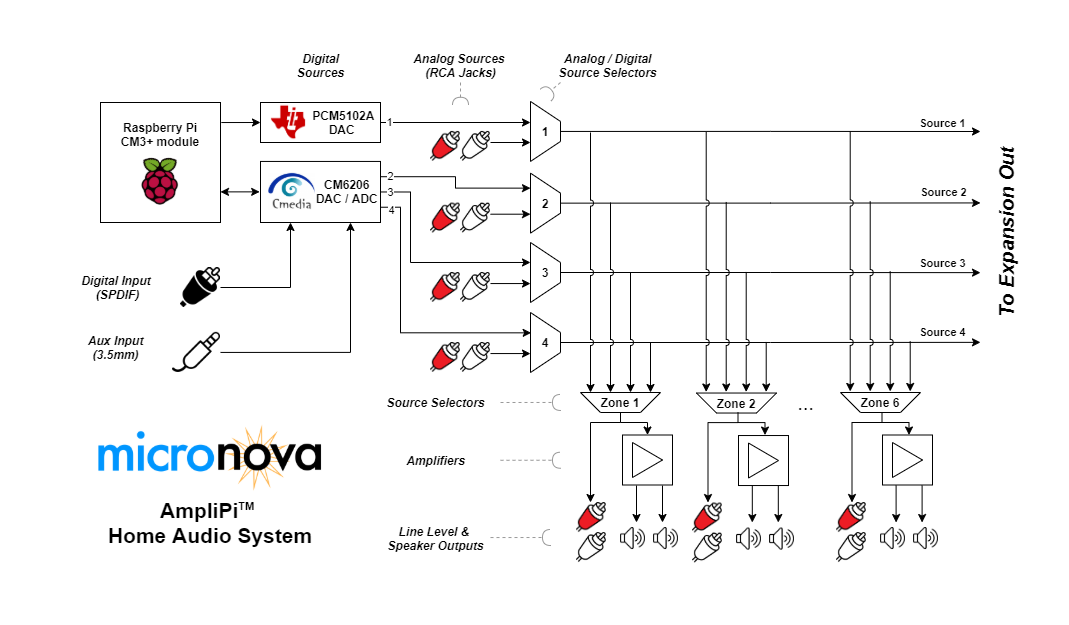 Digital
Sources
Analog Sources
(RCA Jacks)
Analog / Digital
Source Selectors
Raspberry Pi
CM3+ module
PCM5102A
DAC
1
1
Source 1
Cmedia
CM6206
DAC / ADC
2
3
4
2
Source 2
3
Source 3
4
Source 4
To Expansion Out
Digital Input
(SPDIF)
Aux Input
(3.5mm)
Source Selectors
Zone 1
Zone 2
...
Zone 6
micronova
Amplifiers
AmpliPi™
Home Audio System
Line Level &
Speaker Outputs